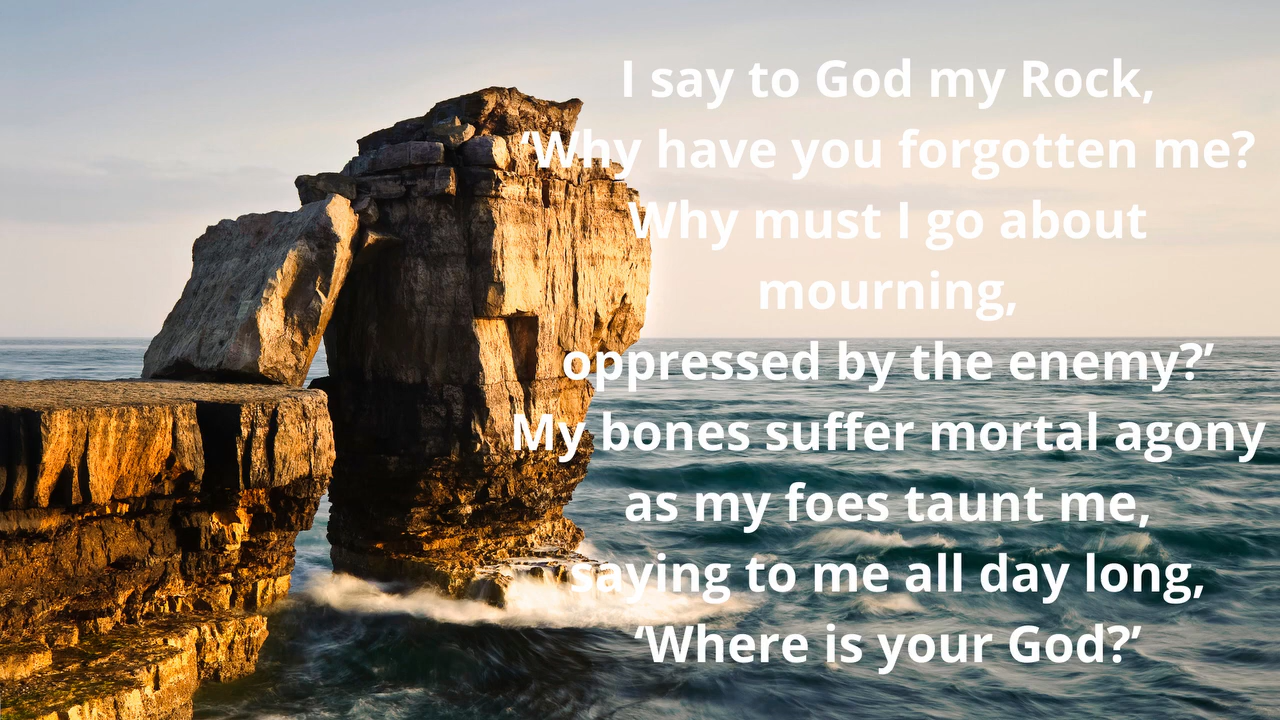 I say to God my Rock,
‘Why have you forgotten me?
Why must I go about
mourning,
oppressed by the enemy?’
My bones suffer mortal agony
as my foes taunt me,
saying to me all day long,
‘Where is your God?’